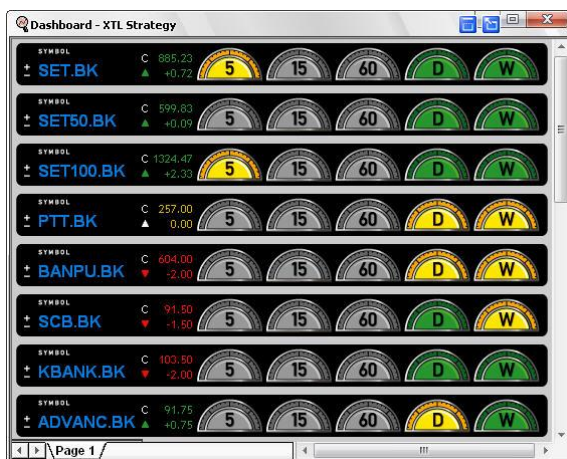 Dashboard - XTL Strategy
SYMBOL
± SET.BK C 885.23 ▲ +0.72 5 15 60 D W
SYMBOL
± SET50.BK C 599.83 ▲ +0.09 5 15 60 D W
SYMBOL
± SET100.BK C 1324.47 ▲ +2.33 5 15 60 D W
SYMBOL
± PTT.BK C 257.00 ▲ 0.00 5 15 60 D W
SYMBOL
± BANPU.BK C 604.00 ▼ -2.00 5 15 60 D W
SYMBOL
± SCB.BK C 91.50 ▼ -1.50 5 15 60 D W
SYMBOL
± KBANK.BK C 103.50 ▼ -2.00 5 15 60 D W
SYMBOL
± ADVANC.BK C 91.75 ▲ +0.75 5 15 60 D W
Page 1